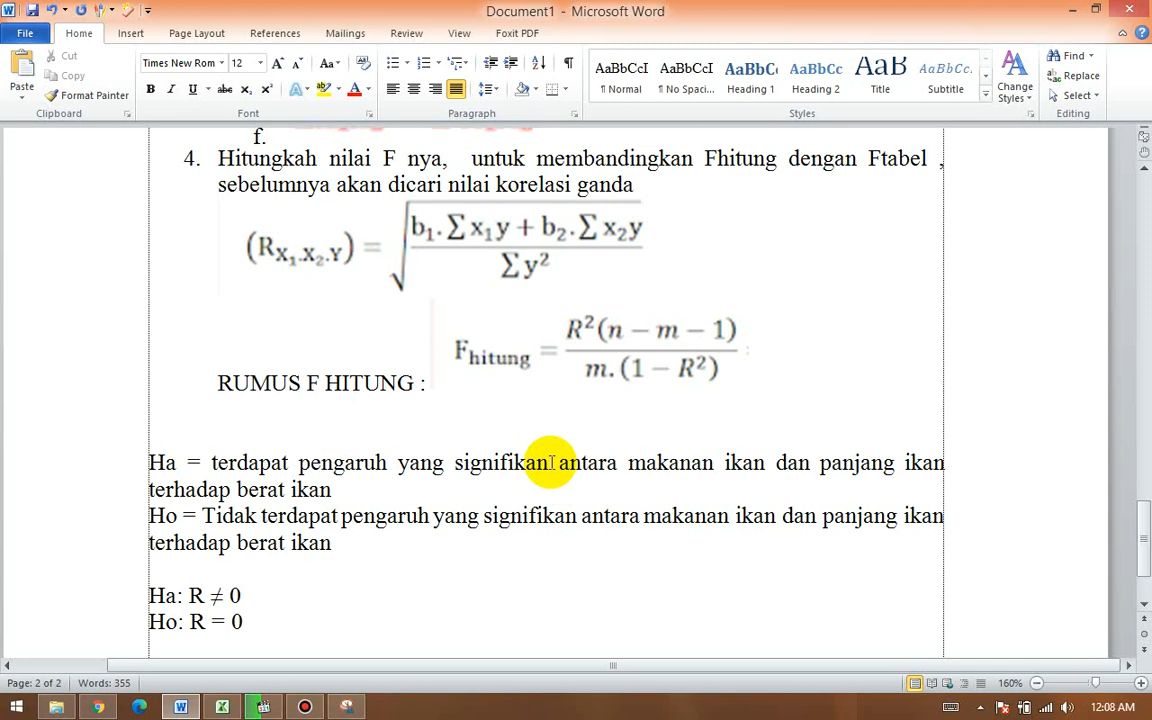 Document1 - Microsoft Word
File Home Insert Page Layout References Mailings Review View Foxit PDF
Paste Cut Copy Format Painter Clipboard
Times New Rom 12 Font
Paragraph
AaBbCcI AaBbCcI AaBbCc AaBbCc AaB AaBbCc.
¶ Normal ¶ No Spaci... Heading 1 Heading 2 Title Subtitle
Styles
Change Styles
Find Replace Select Editing
f.
4. Hitungkah nilai F nya, untuk membandingkan Fhitung dengan Ftabel ,
sebelumnya akan dicari nilai korelasi ganda
(R X₁.X₂.Y) = √ b₁.∑x₁y + b₂.∑x₂y
∑y²
F hitung = R²(n − m − 1)
m.(1 − R²)
RUMUS F HITUNG :
Ha = terdapat pengaruh yang signifikan antara makanan ikan dan panjang ikan
terhadap berat ikan
Ho = Tidak terdapat pengaruh yang signifikan antara makanan ikan dan panjang ikan
terhadap berat ikan
Ha: R ≠ 0
Ho: R = 0
Page: 2 of 2 Words: 355 160%
12:08 AM